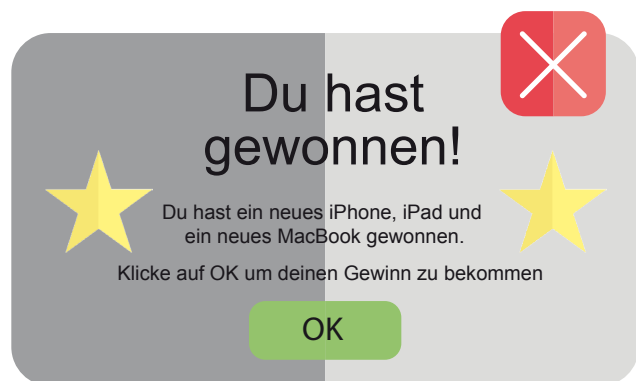 Du hast
gewonnen!
Du hast ein neues iPhone, iPad und
ein neues MacBook gewonnen.
Klicke auf OK um deinen Gewinn zu bekommen
OK